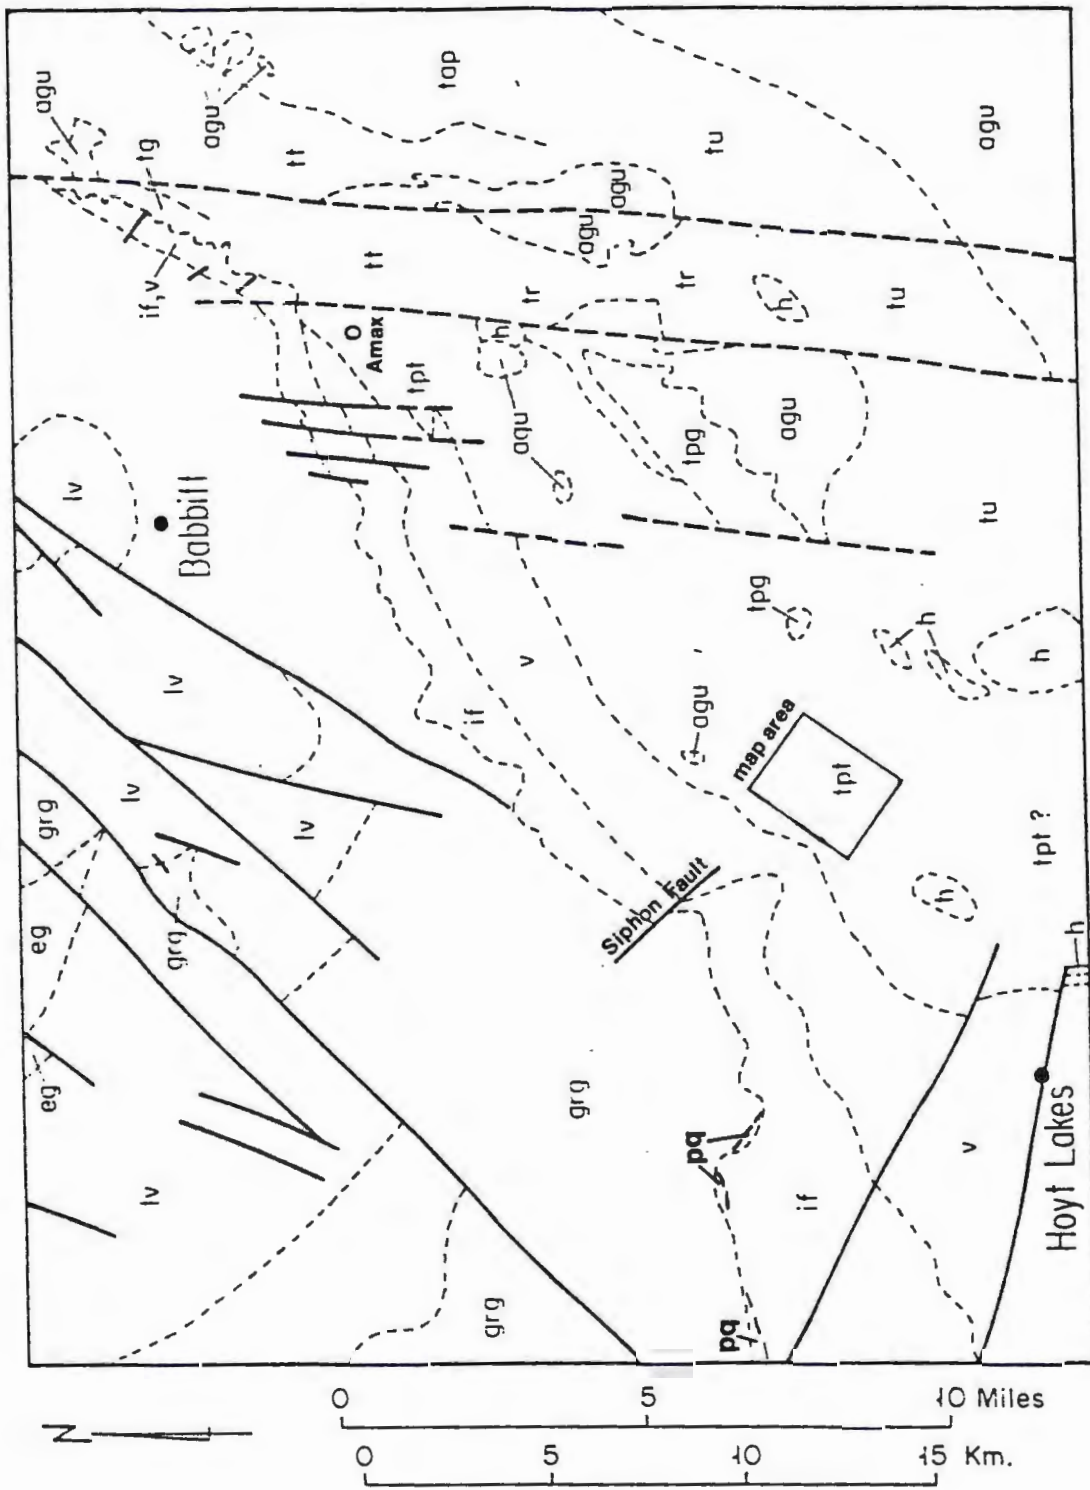 agu
agu
tg
tap
tt
agu
if,v
tt
agu
agu
tu
tr
tr
h
tu
O
Amax
tpt
h
agu
tpg
agu
tu
lv
Babbitt
lv
v
if
tpg
h
h
agu
map area
tpt
tpt ?
h
h
lv
lv
grg
grg
eg
eg
Siphon Fault
grg
pq
pq
if
v
Hoyt Lakes
lv
grg
N
0 5 10 Miles
0 5 10 15 Km.